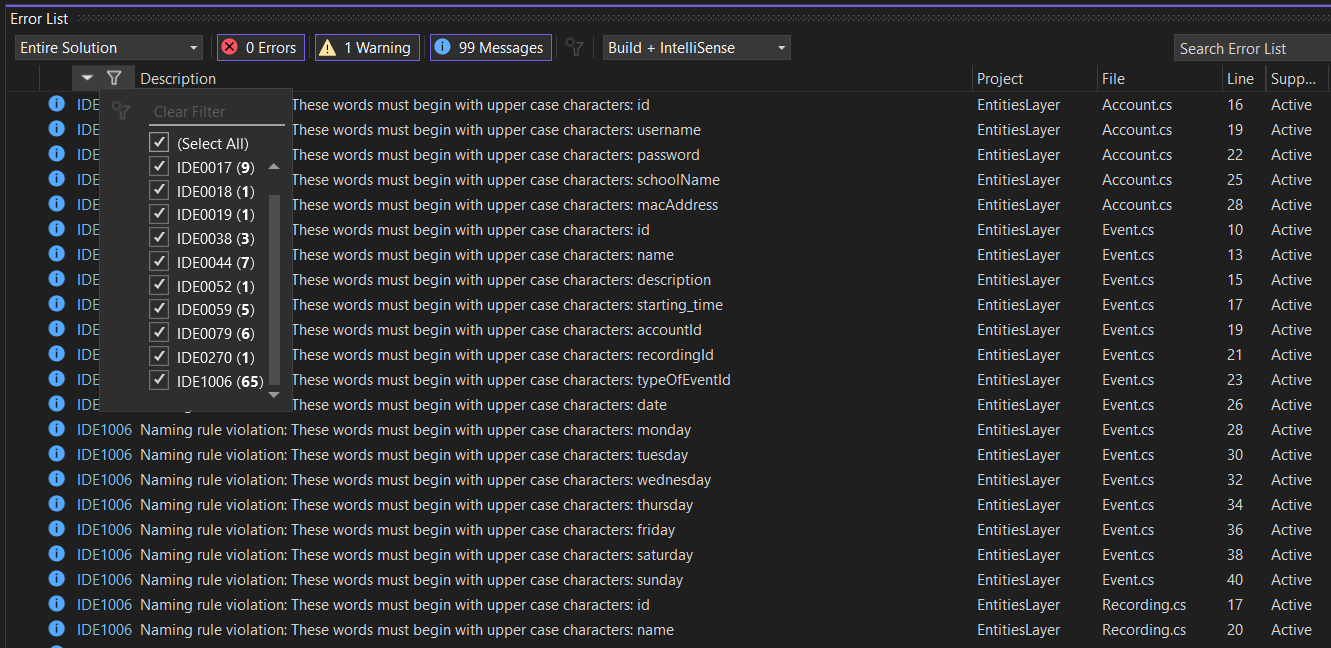 Error List
Entire Solution 0 Errors 1 Warning 99 Messages Build + IntelliSense Search Error List
Description Project File Line Supp...
IDE These words must begin with upper case characters: id EntitiesLayer Account.cs 16 Active
IDE These words must begin with upper case characters: username EntitiesLayer Account.cs 19 Active
IDE These words must begin with upper case characters: password EntitiesLayer Account.cs 22 Active
IDE These words must begin with upper case characters: schoolName EntitiesLayer Account.cs 25 Active
IDE These words must begin with upper case characters: macAddress EntitiesLayer Account.cs 28 Active
IDE These words must begin with upper case characters: id EntitiesLayer Event.cs 10 Active
IDE These words must begin with upper case characters: name EntitiesLayer Event.cs 13 Active
IDE These words must begin with upper case characters: description EntitiesLayer Event.cs 15 Active
IDE These words must begin with upper case characters: starting_time EntitiesLayer Event.cs 17 Active
IDE These words must begin with upper case characters: accountId EntitiesLayer Event.cs 19 Active
IDE These words must begin with upper case characters: recordingId EntitiesLayer Event.cs 21 Active
IDE These words must begin with upper case characters: typeOfEventId EntitiesLayer Event.cs 23 Active
IDE These words must begin with upper case characters: date EntitiesLayer Event.cs 26 Active
Clear Filter
(Select All)
IDE0017 (9)
IDE0018 (1)
IDE0019 (1)
IDE0038 (3)
IDE0044 (7)
IDE0052 (1)
IDE0059 (5)
IDE0079 (6)
IDE0270 (1)
IDE1006 (65)
IDE1006 Naming rule violation: These words must begin with upper case characters: monday EntitiesLayer Event.cs 28 Active
IDE1006 Naming rule violation: These words must begin with upper case characters: tuesday EntitiesLayer Event.cs 30 Active
IDE1006 Naming rule violation: These words must begin with upper case characters: wednesday EntitiesLayer Event.cs 32 Active
IDE1006 Naming rule violation: These words must begin with upper case characters: thursday EntitiesLayer Event.cs 34 Active
IDE1006 Naming rule violation: These words must begin with upper case characters: friday EntitiesLayer Event.cs 36 Active
IDE1006 Naming rule violation: These words must begin with upper case characters: saturday EntitiesLayer Event.cs 38 Active
IDE1006 Naming rule violation: These words must begin with upper case characters: sunday EntitiesLayer Event.cs 40 Active
IDE1006 Naming rule violation: These words must begin with upper case characters: id EntitiesLayer Recording.cs 17 Active
IDE1006 Naming rule violation: These words must begin with upper case characters: name EntitiesLayer Recording.cs 20 Active